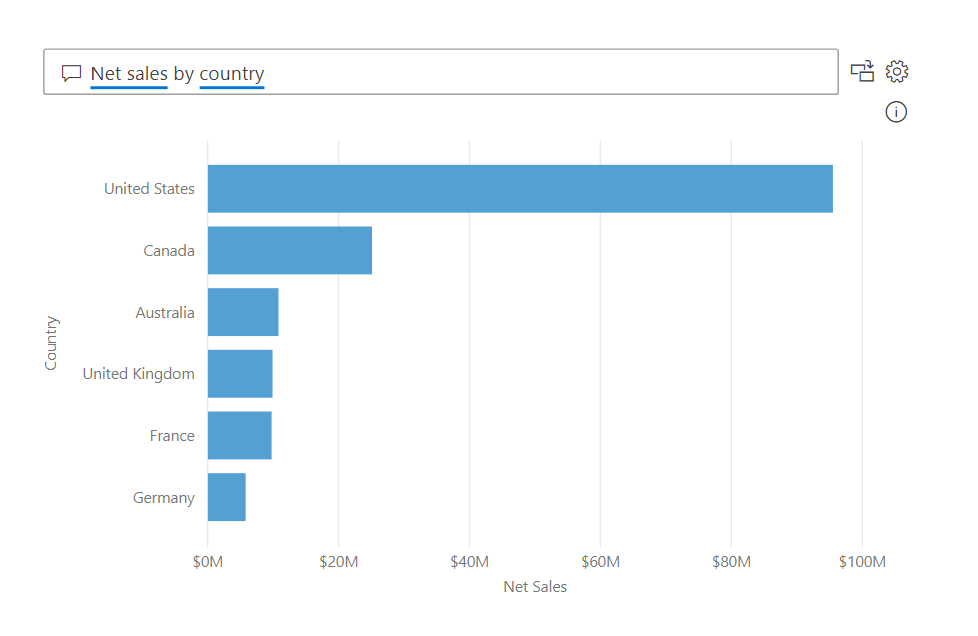 Net sales by country
United States
Canada
Australia
United Kingdom
France
Germany
Country
$0M $20M $40M $60M $80M $100M
Net Sales